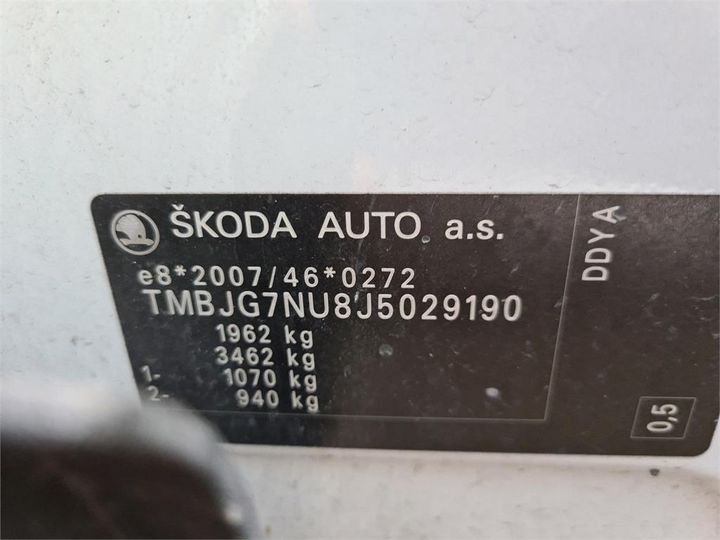 ŠKODA AUTO a.s.
e8*2007/46*0272
TMBJG7NU8J5029190
1962 kg
3462 kg
1- 1070 kg
2- 940 kg
DDYA
0,5